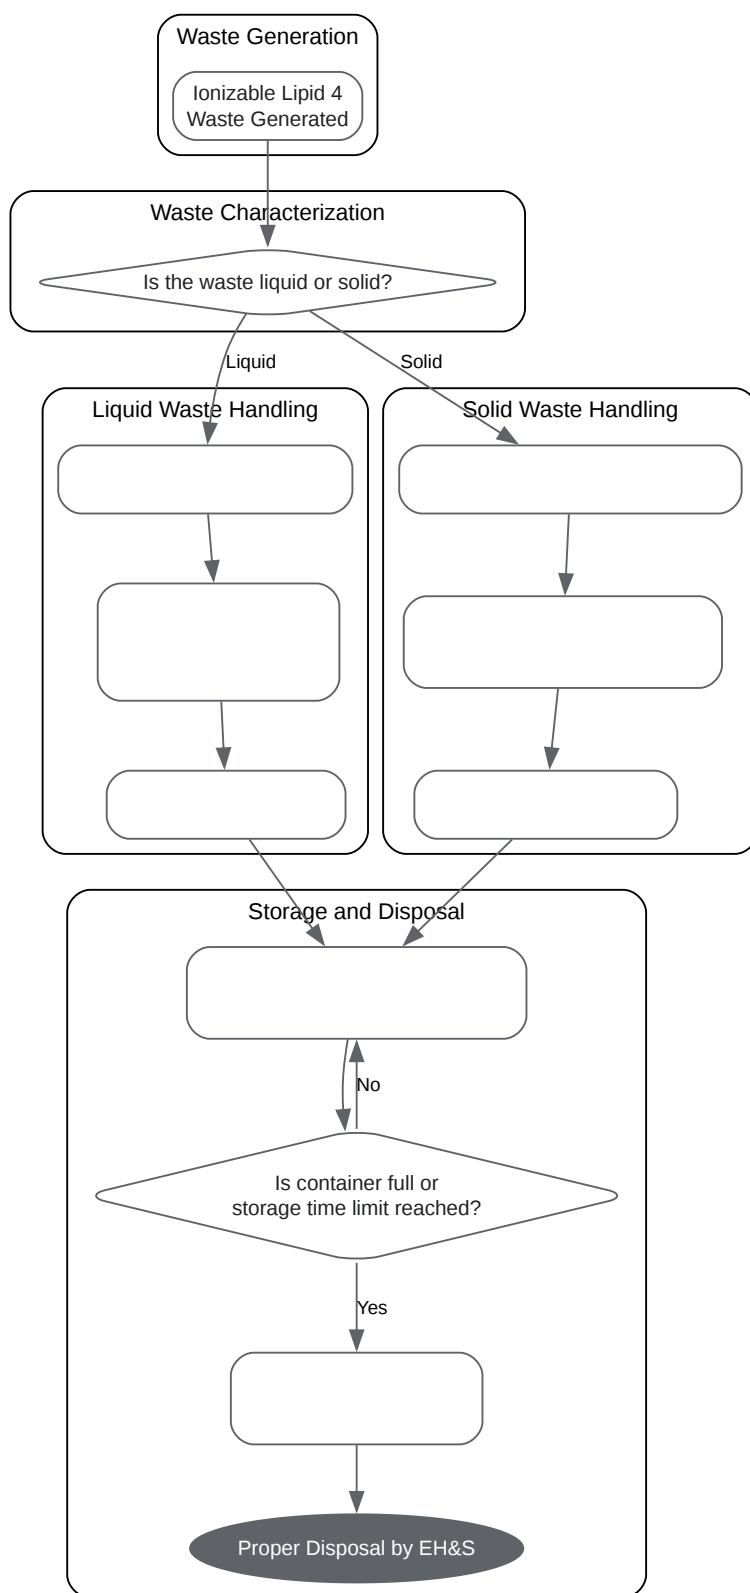 Waste Generation
Ionizable Lipid 4
Waste Generated
Waste Characterization
Is the waste liquid or solid?
Liquid
Solid
Liquid Waste Handling
Solid Waste Handling
Storage and Disposal
No
Is container full or
storage time limit reached?
Yes
Proper Disposal by EH&S